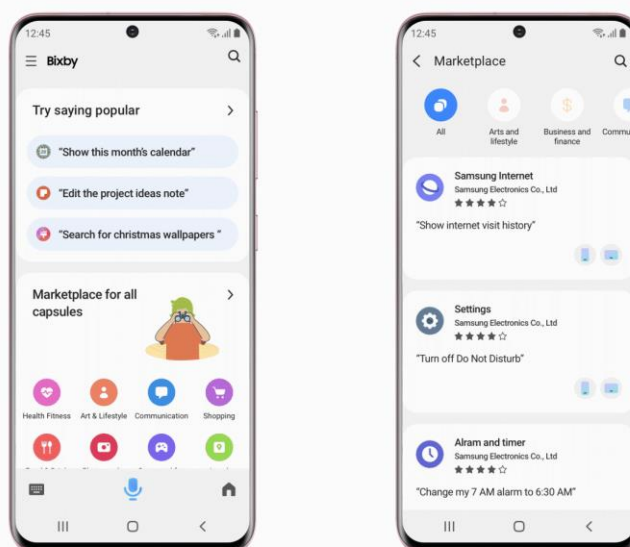 12:45
Bixby
Try saying popular
"Show this month's calendar"
"Edit the project ideas note"
"Search for christmas wallpapers "
Marketplace for all
capsules
Health Fitness
Art & Lifestyle
Communication
Shopping
12:45
Marketplace
All
Arts and
lifestyle
Business and
finance
Commu
Samsung Internet
Samsung Electronics Co., Ltd
"Show internet visit history"
Settings
Samsung Electronics Co., Ltd
"Turn off Do Not Disturb"
Alram and timer
Samsung Electronics Co., Ltd
"Change my 7 AM alarm to 6:30 AM"